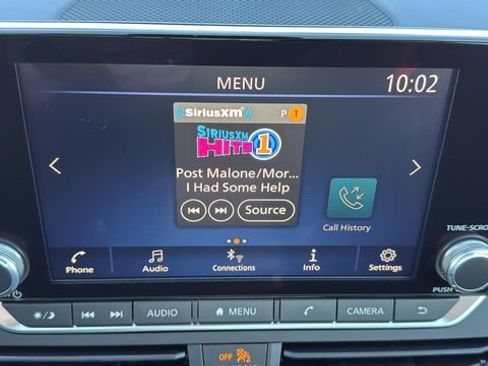 MENU
10:02
SiriusXM
P 1
SIRIUSXM
HITS 1
Post Malone/Mor...
I Had Some Help
Source
Call History
TUNE-SCRO
Phone
Audio
Connections
Info
Settings
PUSH
AUDIO
MENU
CAMERA
OFF